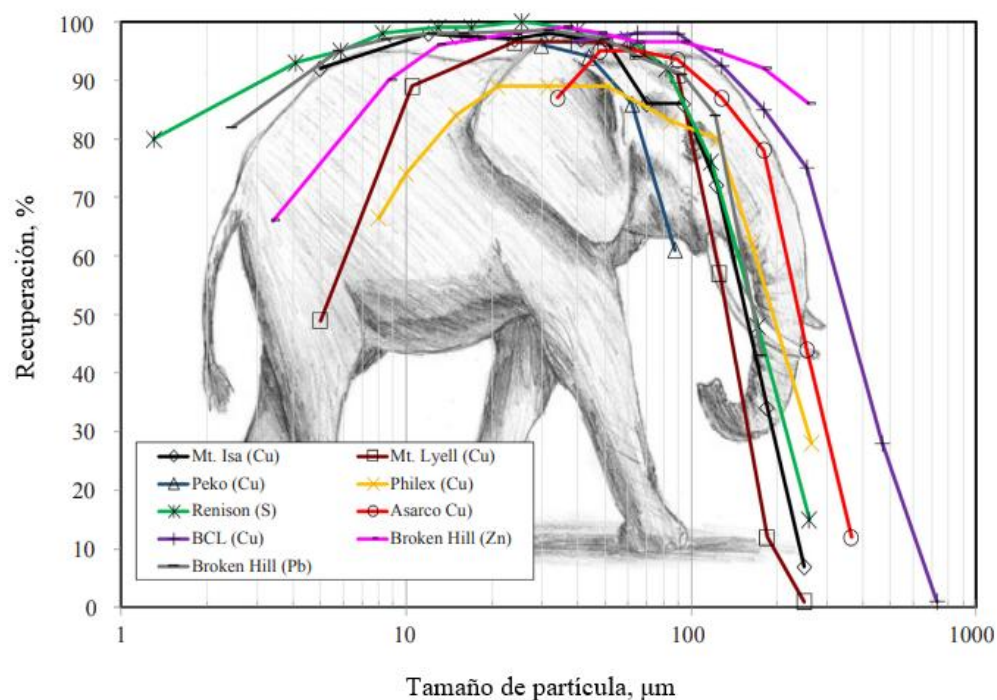 100
90
80
70
60
50
40
30
20
10
0
Recuperación, %
Mt. Isa (Cu) Mt. Lyell (Cu)
Peko (Cu) Philex (Cu)
Renison (S) Asarco Cu)
BCL (Cu) Broken Hill (Zn)
Broken Hill (Pb)
1 10 100 1000
Tamaño de partícula, µm